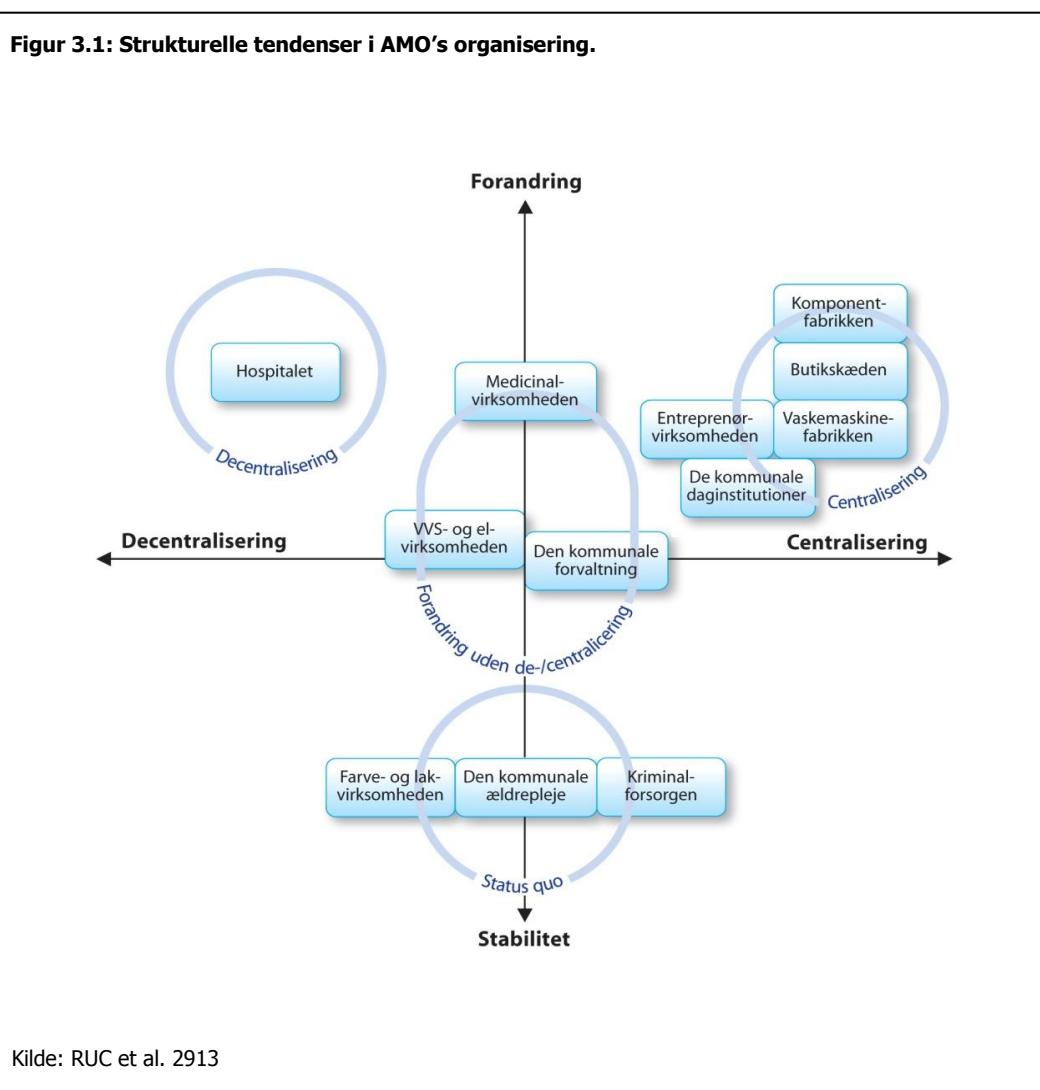 Figur 3.1: Strukturelle tendenser i AMO’s organisering.
Forandring
Komponent-
fabrikken
Hospitalet
Butikskæden
Medicinal-
virksomheden
Entreprenør-
virksomheden
Vaskemaskine-
fabrikken
Decentralisering
De kommunale
daginstitutioner
Centralisering
VVS- og el-
virksomheden
Den kommunale
forvaltning
Decentralisering
Centralisering
Forandring uden de-/centralicering
Farve- og lak-
virksomheden
Den kommunale
ældrepleje
Kriminal-
forsorgen
Status quo
Stabilitet
Kilde: RUC et al. 2913